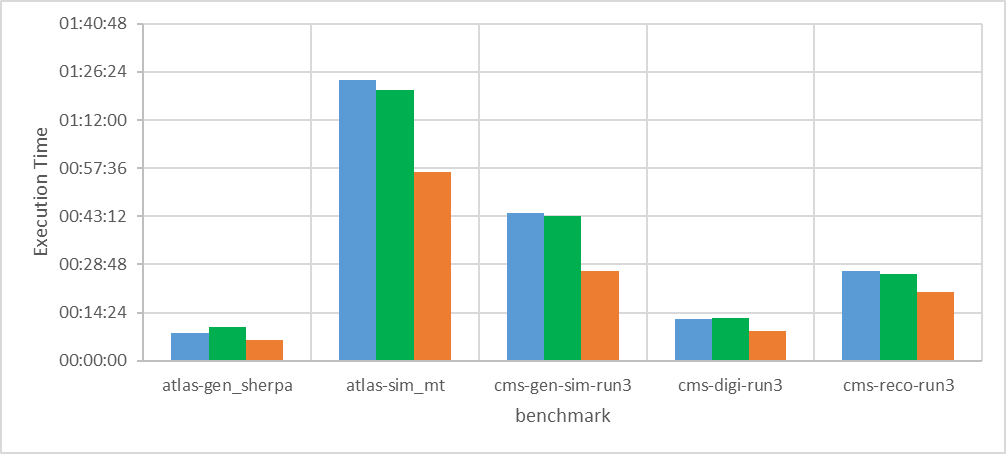 01:40:48
01:26:24
01:12:00
00:57:36
00:43:12
00:28:48
00:14:24
00:00:00
Execution Time
atlas-gen_sherpa
atlas-sim_mt
cms-gen-sim-run3
cms-digi-run3
cms-reco-run3
benchmark